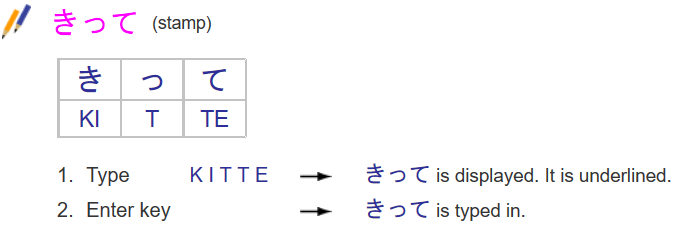 きって (stamp)
き っ て
KI T TE
1. Type K I T T E → きって is displayed. It is underlined.
2. Enter key → きって is typed in.